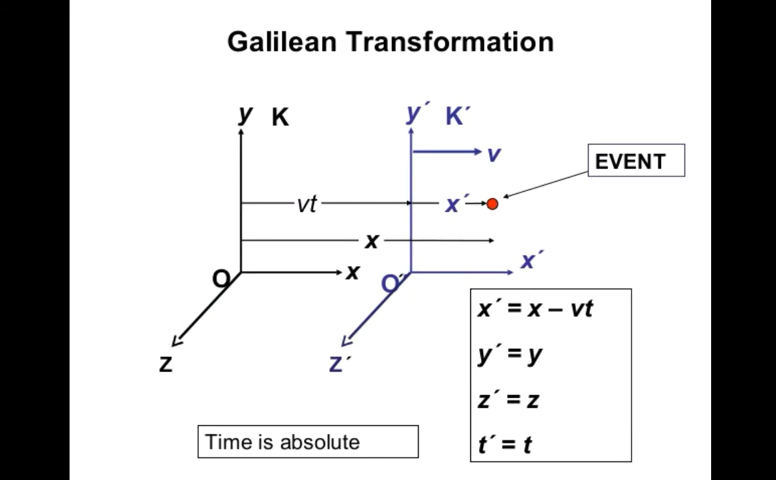 Galilean Transformation
y K
y´ K´
v
EVENT
vt
x´
x
O
x
O´
x´
z
z´
x´ = x – vt
y´ = y
z´ = z
t´ = t
Time is absolute